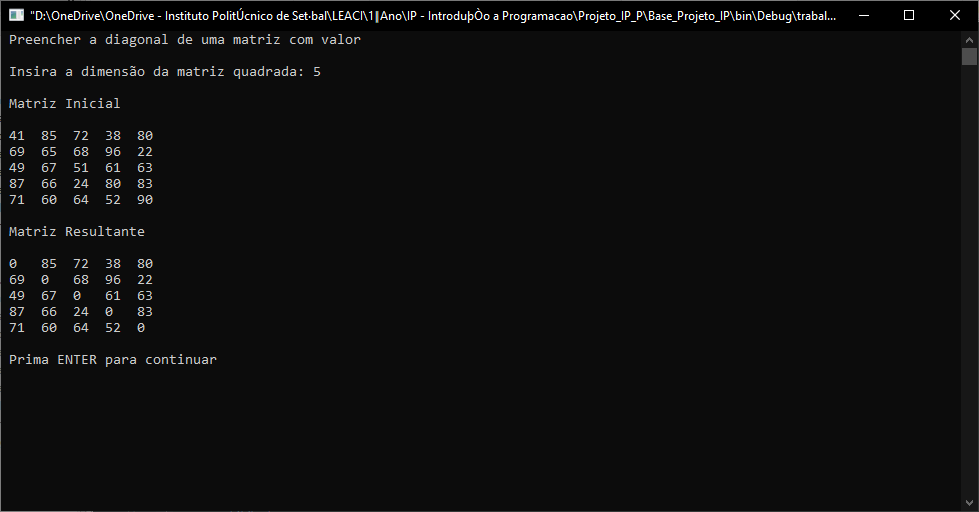 "D:\OneDrive\OneDrive - Instituto PolitÚcnico de Set·bal\LEACI\1║Ano\IP - IntroduþÒo a Programacao\Projeto_IP_P\Base_Projeto_IP\bin\Debug\trabal...
Preencher a diagonal de uma matriz com valor
Insira a dimensão da matriz quadrada: 5
Matriz Inicial
41 85 72 38 80
69 65 68 96 22
49 67 51 61 63
87 66 24 80 83
71 60 64 52 90
Matriz Resultante
0 85 72 38 80
69 0 68 96 22
49 67 0 61 63
87 66 24 0 83
71 60 64 52 0
Prima ENTER para continuar